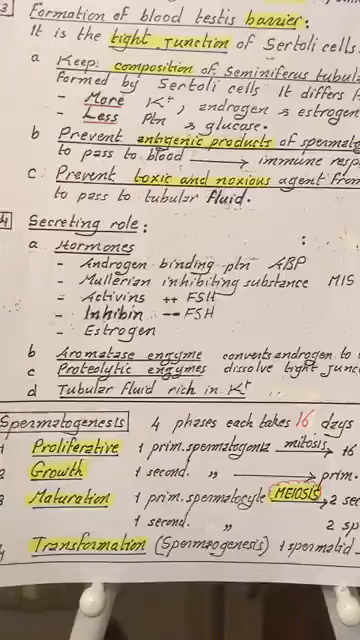 3 Formation of blood testis barrier:
It is the tight Junction of Sertoli cells
a Keep composition of Seminiferus tubul
formed by Sertoli cells It differs
- More K+, androgen & estrogen
- Less Ptn & glucose.
b Prevent antigenic products of spermato
to pass to blood → immune resp
c Prevent toxic and noxious agent from
to pass to tubular fluid.
4 Secreting role:
a Hormones
- Androgen binding ptn ABP
- Mullerian inhibiting substance MIS
- Activins ++ FSH
- Inhibin -- FSH
- Estrogen
b Aromatase engyme converts androgen to
c Proteolytic engymes dissolve tight junc
d Tubular Fluid rich in K+
Spermatogenesis 4 phases each takes 16 days
1 Proliferative 1 prim. spermatogonia mitosis → 16
2 Growth 1 second. " → prim.
3 Maturation 1 prim. spermatocyte MEIOSIS → 2 sec
1 second. " 2 sp
4 Transformation (Spermaogenesis) 1 spermatid